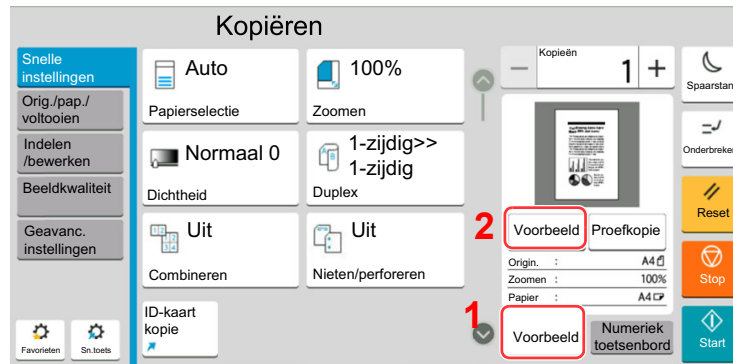 Kopiëren
Snelle
instellingen
Orig./pap./
voltooien
Indelen
/bewerken
Beeldkwaliteit
Geavanc.
instellingen
Favorieten
Sn.toets
Auto
Papierselectie
100%
Zoomen
Normaal 0
Dichtheid
1-zijdig>>
1-zijdig
Duplex
Uit
Combineren
Uit
Nieten/perforeren
ID-kaart
kopie
Kopieën
1
2
Voorbeeld
Proefkopie
Origin. : A4
Zoomen : 100%
Papier : A4
1
Voorbeeld
Numeriek
toetsenbord
Spaarstan
Onderbreke
Reset
Stop
Start